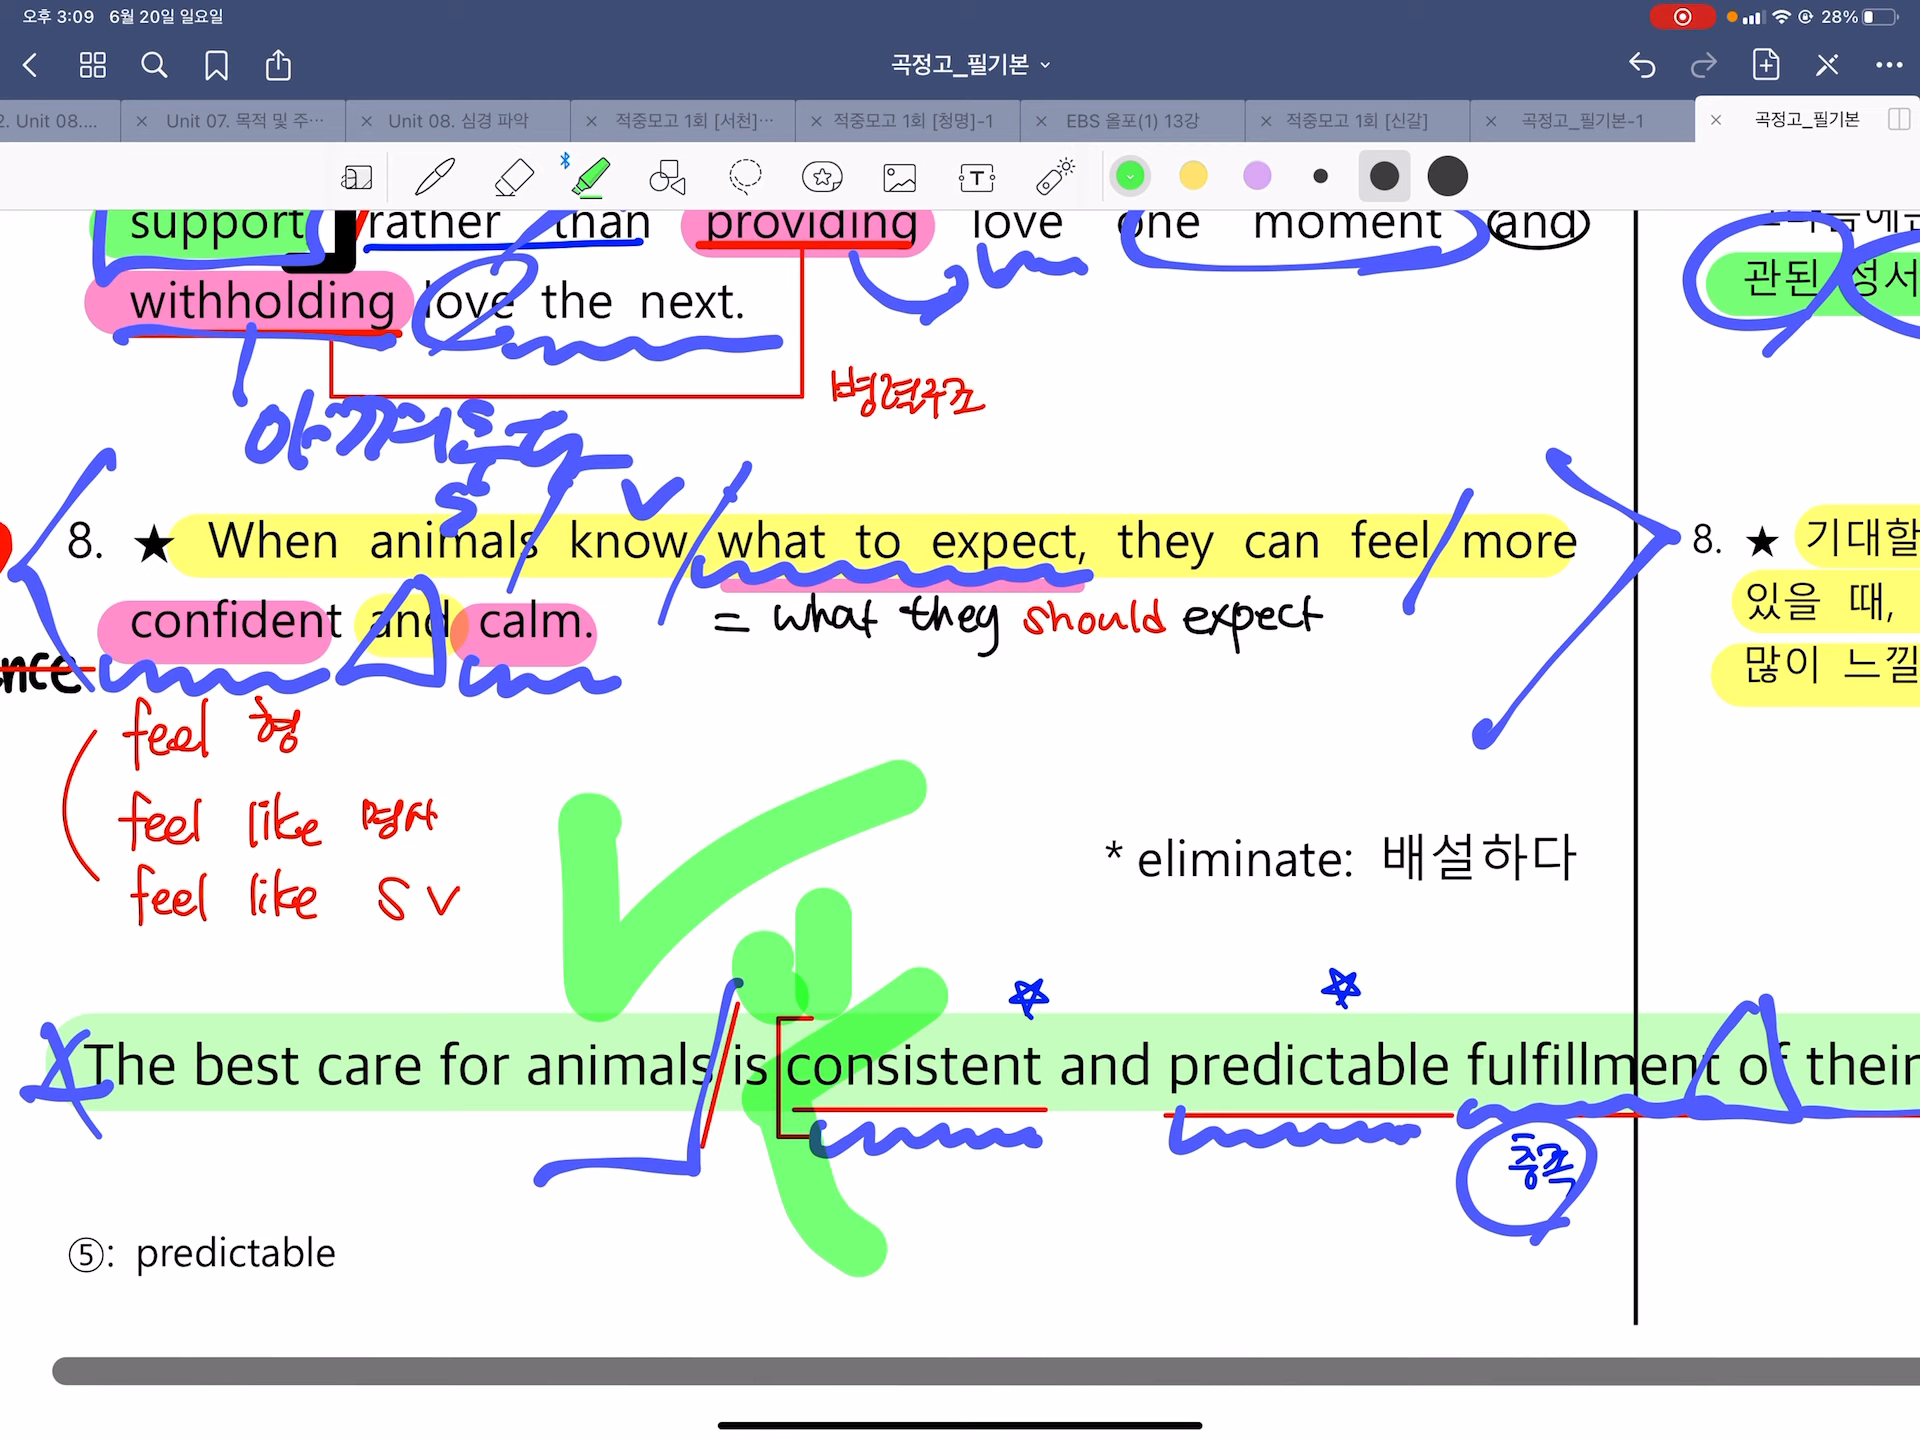 오후 3:09 6월 20일 일요일
28%
곡정고_필기본
2. Unit 08....
Unit 07. 목적 및 주…
Unit 08. 심경 파악
적중모고 1회 [서천]…
적중모고 1회 [청명]-1
EBS 올포(1) 13강
적중모고 1회 [신갈]
곡정고_필기본-1
곡정고_필기본
support rather than providing love one moment and
withholding love the next.
관된 정서
병렬구조
아껴둔다
8. ★ When animals know what to expect, they can feel more
confident and calm.
= what they should expect
nce
8. ★ 기대할
있을 때,
많이 느낄
feel 형
feel like 명사
feel like S V
* eliminate: 배설하다
The best care for animals is consistent and predictable fulfillment of their
충족
⑤: predictable